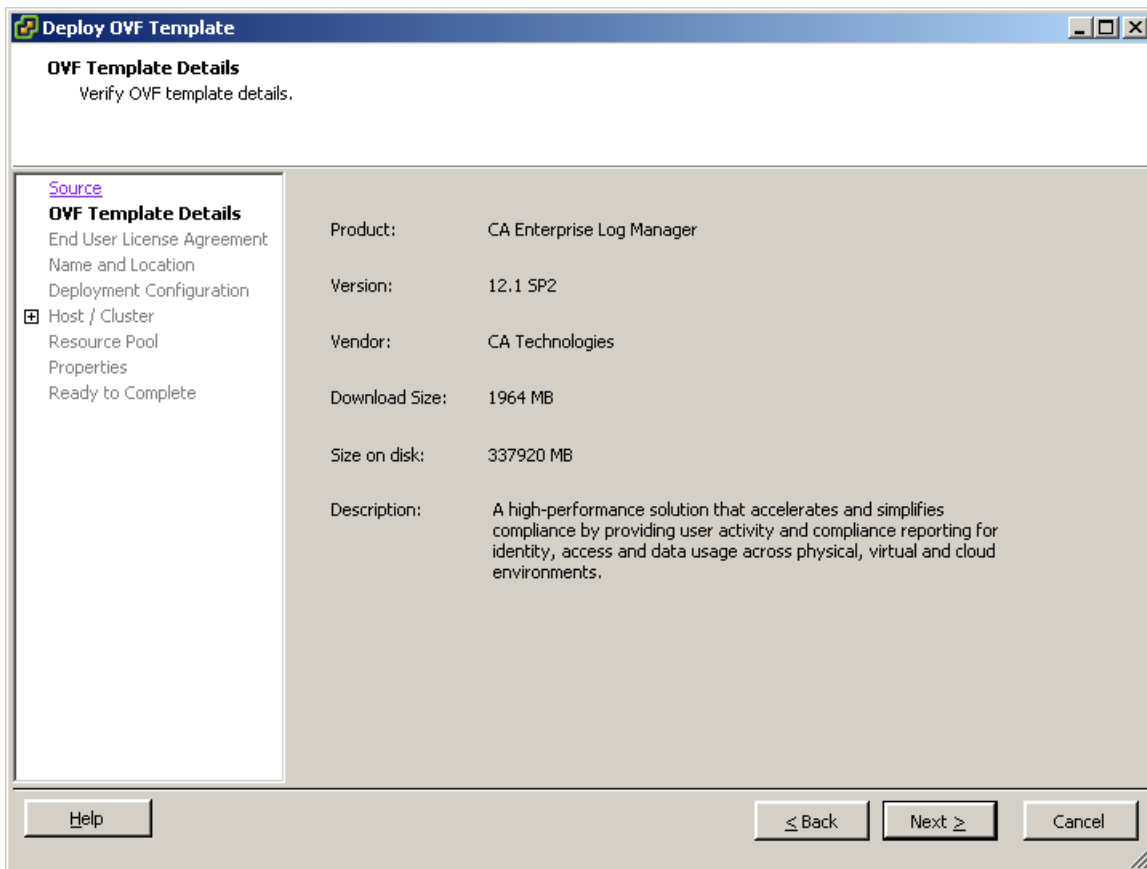 Deploy OVF Template
OVF Template Details
Verify OVF template details.
Source
OVF Template Details
End User License Agreement
Name and Location
Deployment Configuration
Host / Cluster
Resource Pool
Properties
Ready to Complete
Product: CA Enterprise Log Manager
Version: 12.1 SP2
Vendor: CA Technologies
Download Size: 1964 MB
Size on disk: 337920 MB
Description: A high-performance solution that accelerates and simplifies
compliance by providing user activity and compliance reporting for
identity, access and data usage across physical, virtual and cloud
environments.
Help
< Back
Next >
Cancel